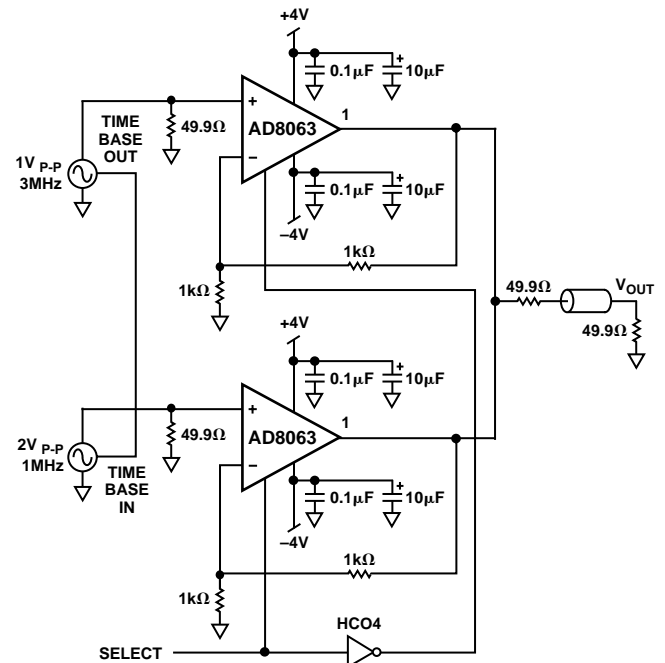 +4V
0.1μF
10μF
+
TIME
BASE
OUT
49.9Ω
+
AD8063
–
1
1V P-P
3MHz
0.1μF
10μF
+
–4V
1kΩ
1kΩ
49.9Ω
VOUT
49.9Ω
+4V
0.1μF
10μF
+
49.9Ω
+
AD8063
–
1
2V P-P
1MHz
TIME
BASE
IN
0.1μF
10μF
+
–4V
1kΩ
1kΩ
HCO4
SELECT